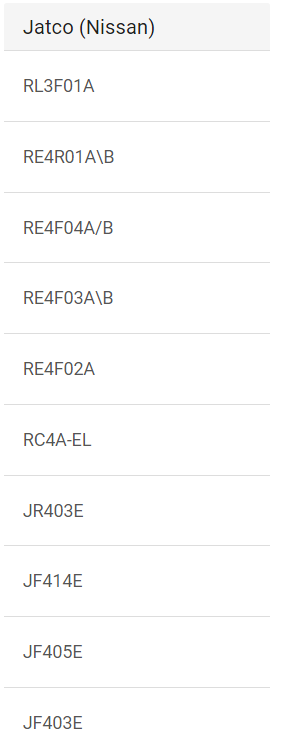 Jatco (Nissan)
RL3F01A
RE4R01A\B
RE4F04A/B
RE4F03A\B
RE4F02A
RC4A-EL
JR403E
JF414E
JF405E
JF403E